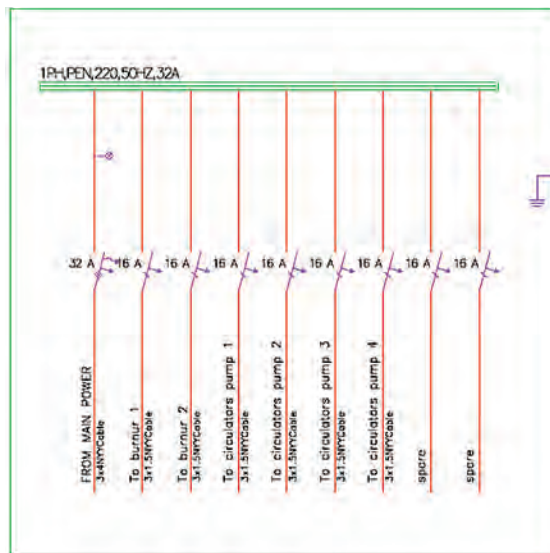 1PH,PEN,220,50HZ,32A
32 A
16 A
16 A
16 A
16 A
16 A
16 A
16 A
16 A
FROM MAIN POWER
3x4NYYCable
To burnur 1
3x1.5NYYCable
To burnur 2
3x1.5NYYCable
To circulators pump 1
3x1.5NYYCable
To circulators pump 2
3x1.5NYYCable
To circulators pump 3
3x1.5NYYCable
To circulators pump 4
3x1.5NYYCable
spare
spare